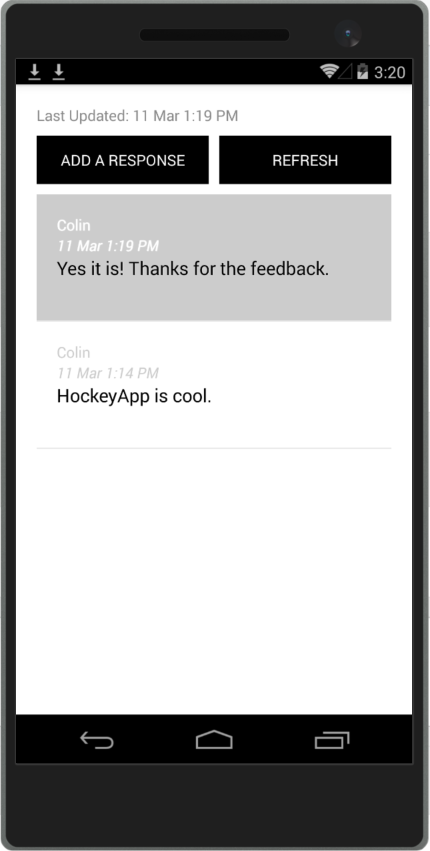 3:20
Last Updated: 11 Mar 1:19 PM
ADD A RESPONSE
REFRESH
Colin
11 Mar 1:19 PM
Yes it is! Thanks for the feedback.
Colin
11 Mar 1:14 PM
HockeyApp is cool.